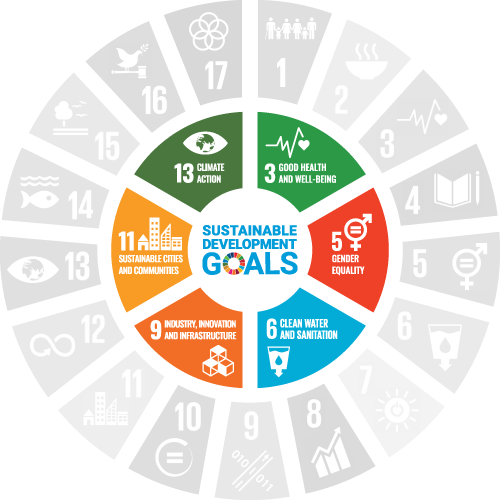 17
1
2
3
4
5
6
7
8
9
010
011
10
11
12
13
14
15
16
13 CLIMATE
ACTION
3 GOOD HEALTH
AND WELL-BEING
11
SUSTAINABLE CITIES
AND COMMUNITIES
SUSTAINABLE
DEVELOPMENT
GOALS
5
GENDER
EQUALITY
9 INDUSTRY, INNOVATION
AND INFRASTRUCTURE
6 CLEAN WATER
AND SANITATION